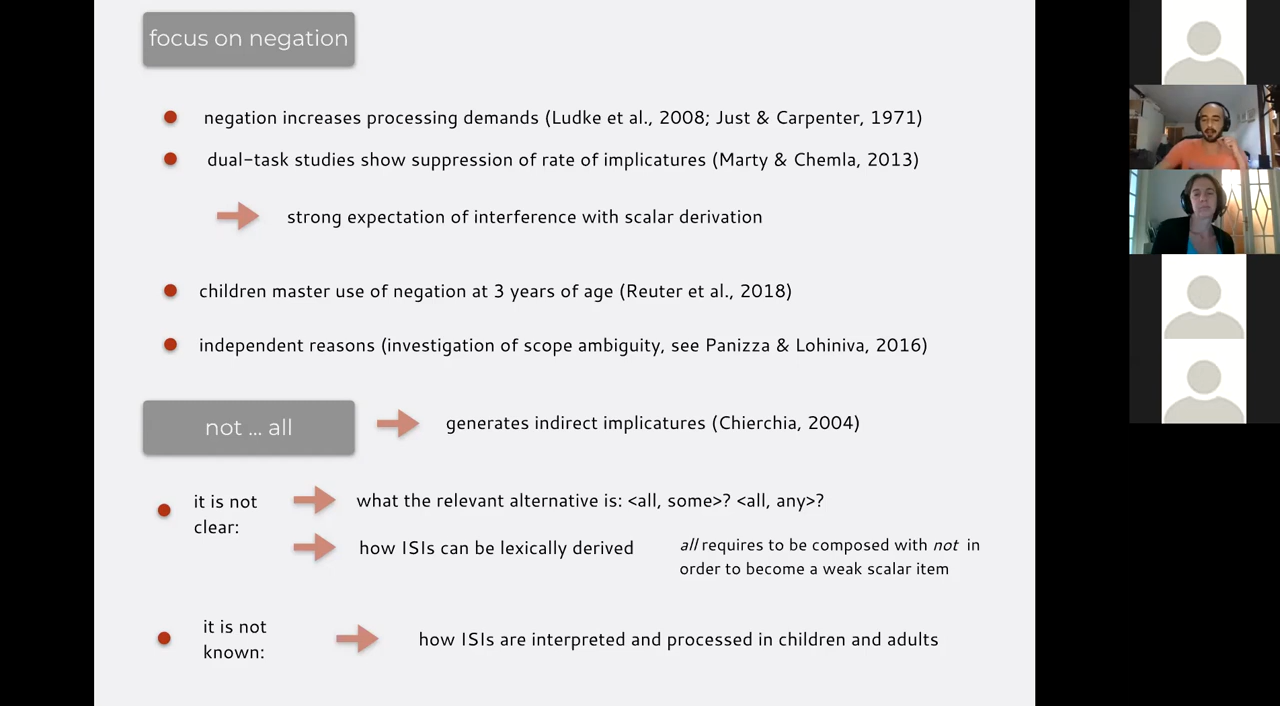 focus on negation
negation increases processing demands (Ludke et al., 2008; Just & Carpenter, 1971)
dual-task studies show suppression of rate of implicatures (Marty & Chemla, 2013)
strong expectation of interference with scalar derivation
children master use of negation at 3 years of age (Reuter et al., 2018)
independent reasons (investigation of scope ambiguity, see Panizza & Lohiniva, 2016)
not ... all
generates indirect implicatures (Chierchia, 2004)
it is not
clear:
what the relevant alternative is: <all, some>? <all, any>?
how ISIs can be lexically derived
all requires to be composed with not in
order to become a weak scalar item
it is not
known:
how ISIs are interpreted and processed in children and adults